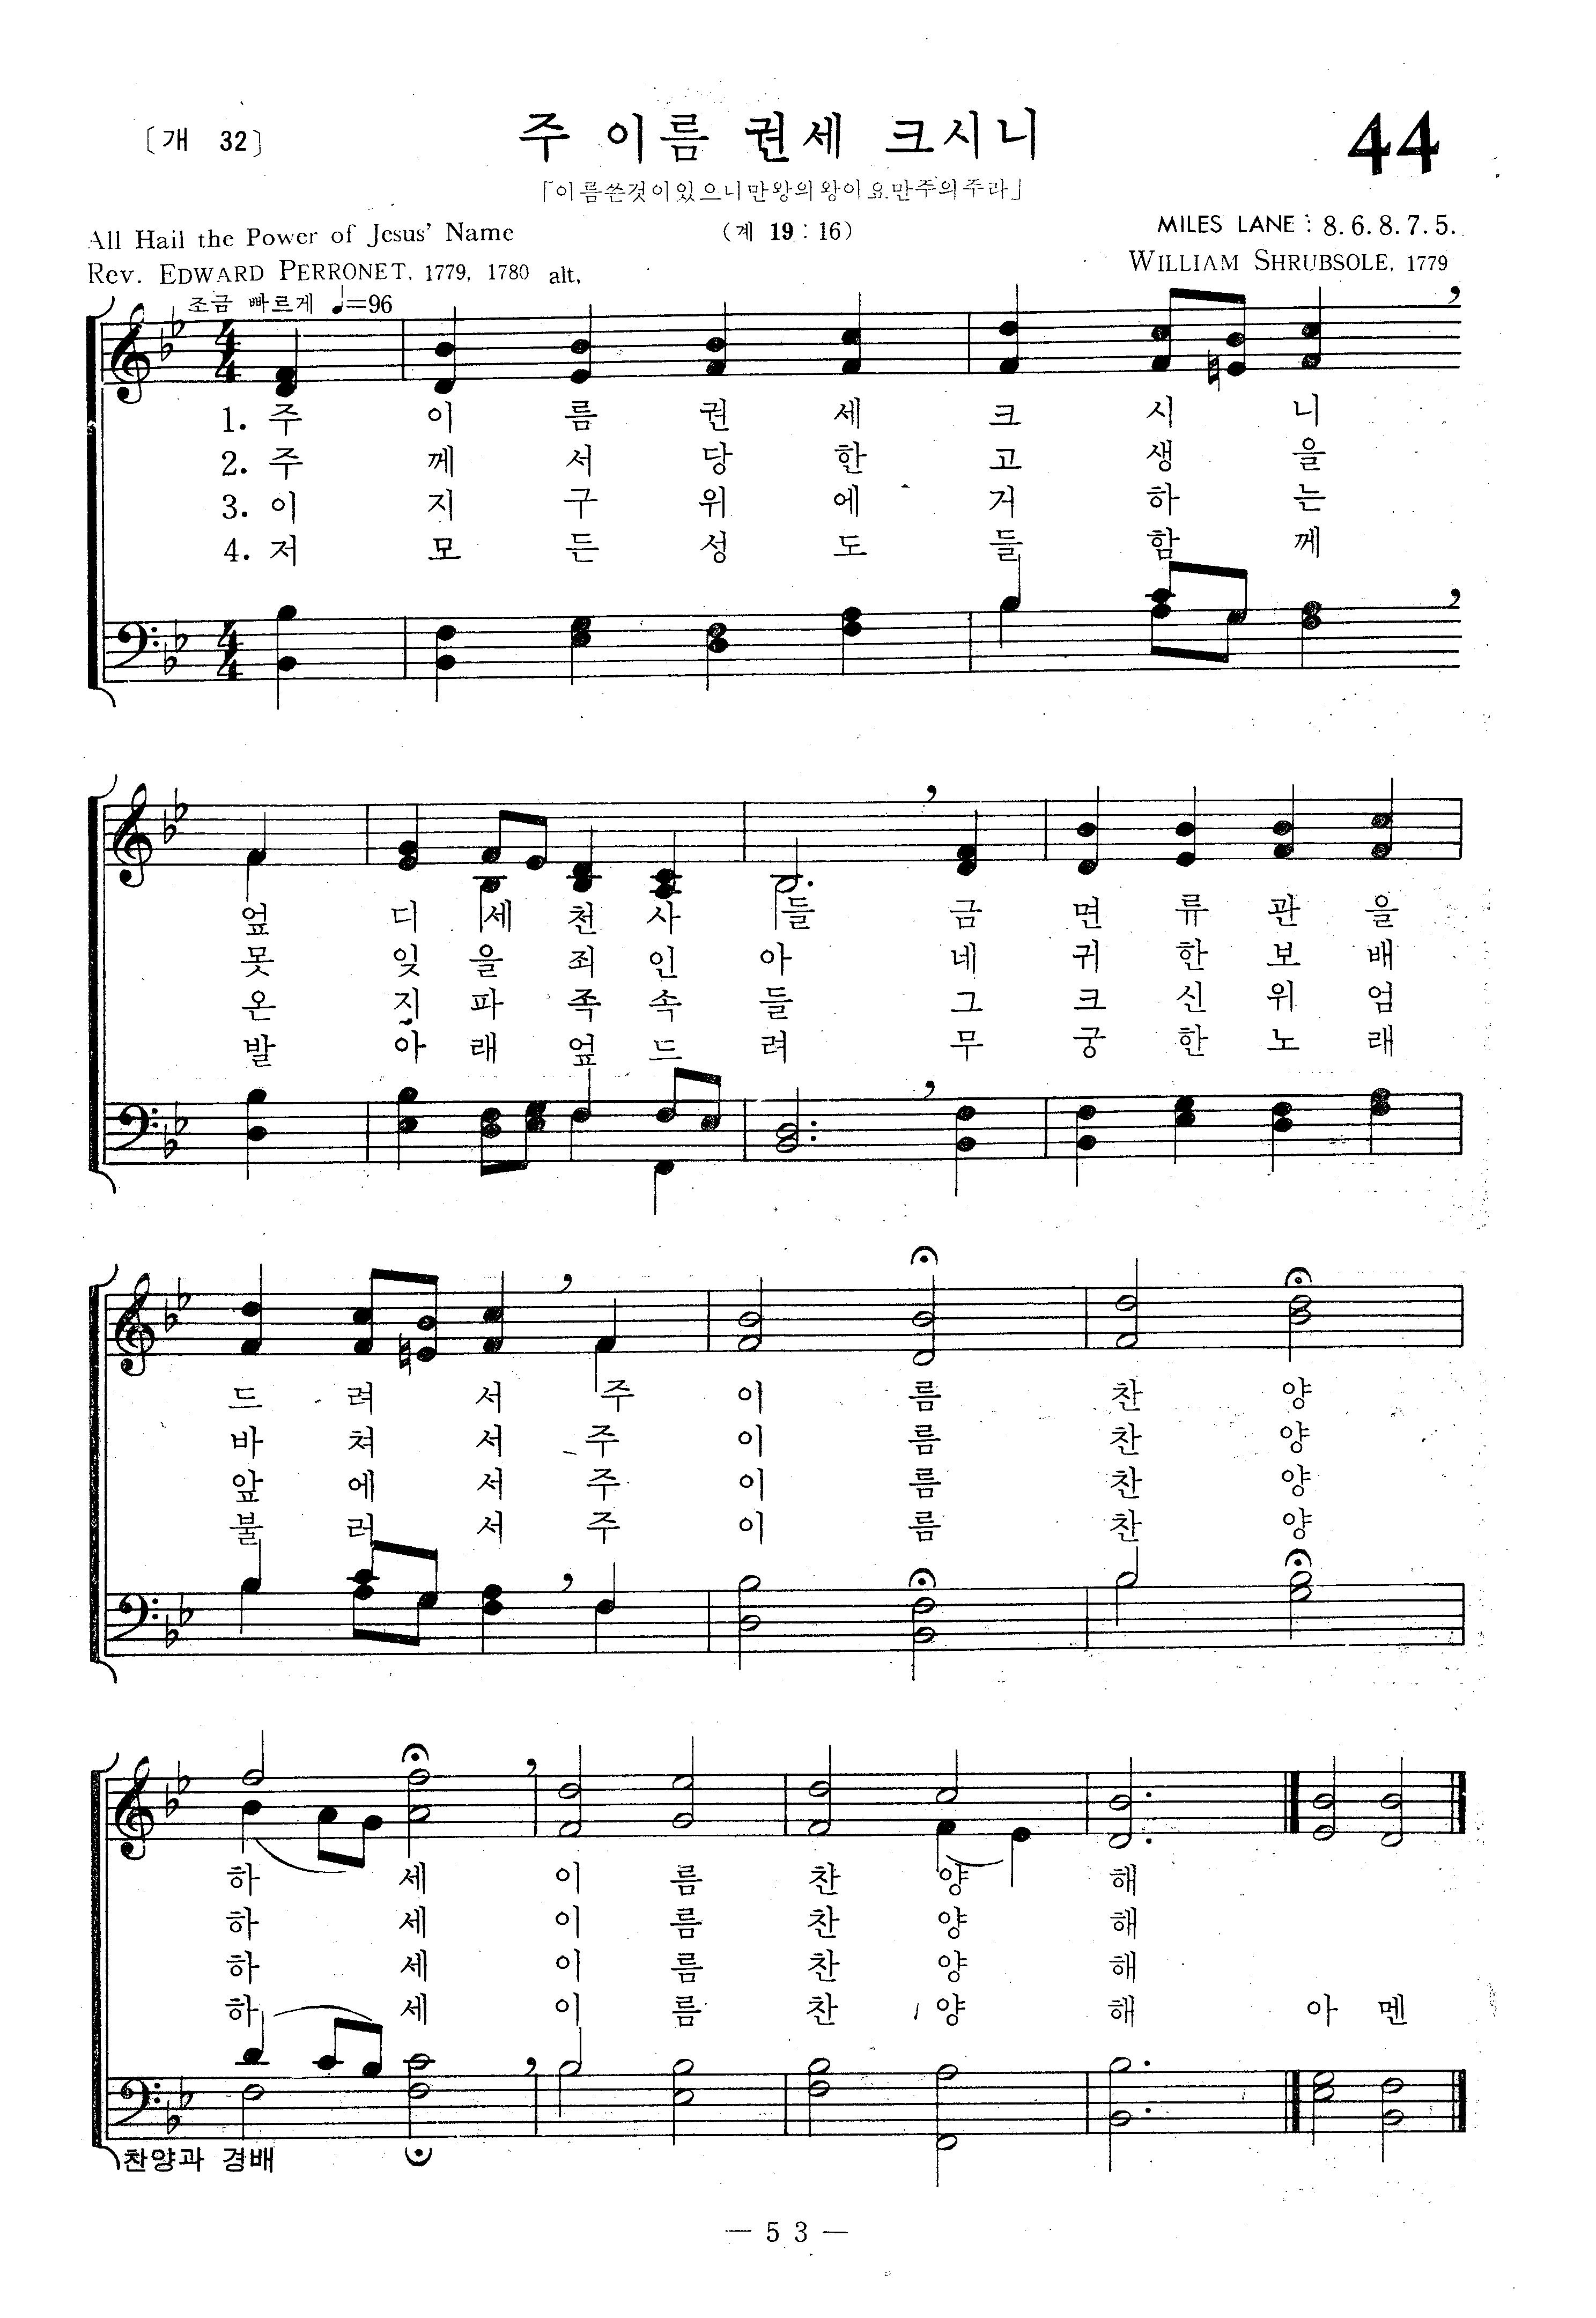 〔개 32〕
주 이름 권세 크시니
44
「이름쓴것이있으니만왕의왕이요만주의주라」
All Hail the Power of Jesus' Name
(계 19 : 16)
MILES LANE : 8. 6. 8. 7. 5.
Rev. EDWARD PERRONET, 1779, 1780 alt,
WILLIAM SHRUBSOLE, 1779
조금 빠르게 ♩=96
1. 주 이 름 권 세 크 시 니
2. 주 께 서 당 한 고 생 을
3. 이 지 구 위 에 거 하 는
4. 저 모 든 성 도 들 함 께
엎 디 세 천 사 들 금 면 류 관 을
못 잊 을 죄 인 아 네 귀 한 보 배
온 지 파 족 속 들 그 크 신 위 엄
발 아 래 엎 드 려 무 궁 한 노 래
드 려 서 주 이 름 찬 양
바 쳐 서 주 이 름 찬 양
앞 에 서 주 이 름 찬 양
불 러 서 주 이 름 찬 양
하 세 이 름 찬 양 해
하 세 이 름 찬 양 해
하 세 이 름 찬 양 해
하 세 이 름 찬 양 해 아 멘
찬양과 경배
— 5 3 —